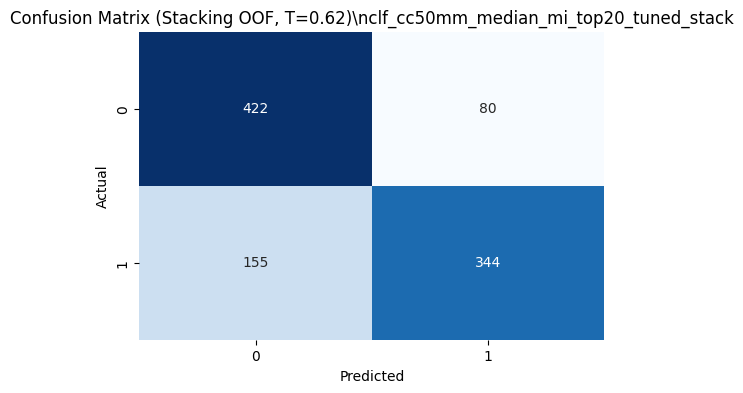 Confusion Matrix (Stacking OOF, T=0.62)\nclf_cc50mm_median_mi_top20_tuned_stack
0
422
80
Actual
1
155
344
0
1
Predicted